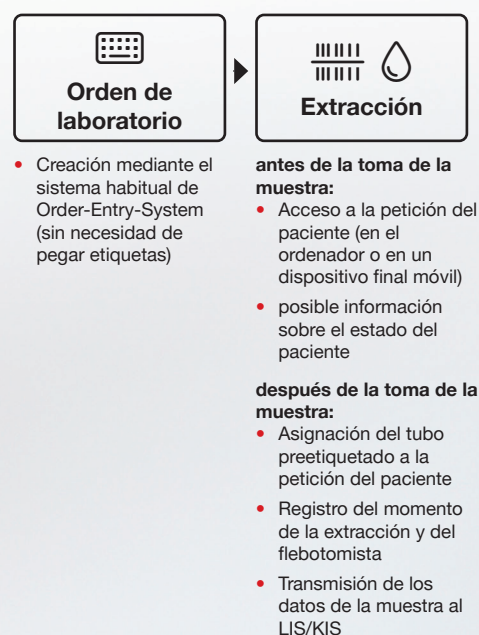 Orden de
laboratorio
• Creación mediante el
sistema habitual de
Order-Entry-System
(sin necesidad de
pegar etiquetas)
Extracción
antes de la toma de la
muestra:
• Acceso a la petición del
paciente (en el
ordenador o en un
dispositivo final móvil)
• posible información
sobre el estado del
paciente
después de la toma de la
muestra:
• Asignación del tubo
preetiquetado a la
petición del paciente
• Registro del momento
de la extracción y del
flebotomista
• Transmisión de los
datos de la muestra al
LIS/KIS